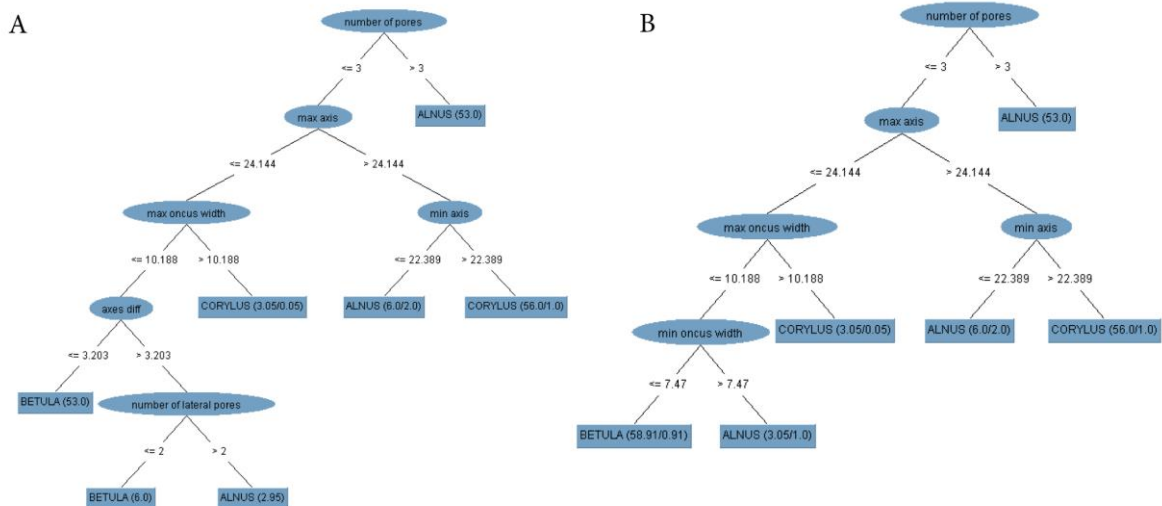 A
number of pores
<= 3
> 3
max axis
ALNUS (53.0)
<= 24.144
> 24.144
max oncus width
min axis
<= 10.188
> 10.188
<= 22.389
> 22.389
axes diff
CORYLUS (3.05/0.05)
ALNUS (6.0/2.0)
CORYLUS (56.0/1.0)
<= 3.203
> 3.203
BETULA (53.0)
number of lateral pores
<= 2
> 2
BETULA (6.0)
ALNUS (2.95)
B
number of pores
<= 3
> 3
max axis
ALNUS (53.0)
<= 24.144
> 24.144
max oncus width
min axis
<= 10.188
> 10.188
<= 22.389
> 22.389
min oncus width
CORYLUS (3.05/0.05)
ALNUS (6.0/2.0)
CORYLUS (56.0/1.0)
<= 7.47
> 7.47
BETULA (58.91/0.91)
ALNUS (3.05/1.0)